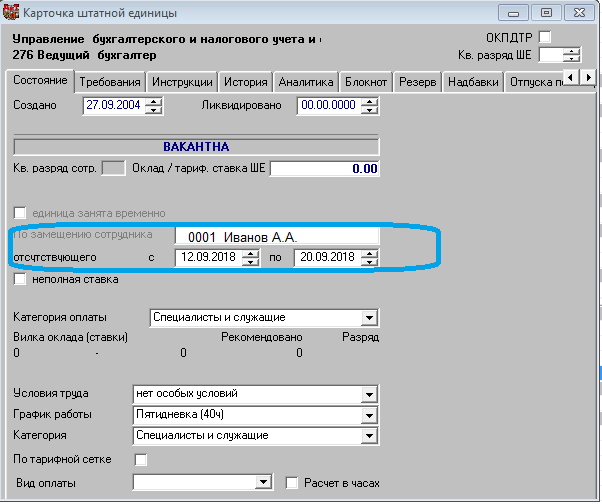 Карточка штатной единицы
Управление бухгалтерского и налогового учета и
ОКПДТР
276 Ведущий бухгалтер
Кв. разряд ШЕ
Состояние Требования Инструкции История Аналитика Блокнот Резерв Надбавки Отпуска
Создано 27.09.2004 Ликвидировано 00.00.0000
ВАКАНТНА
Кв. разряд сотр. Оклад / тариф. ставка ШЕ 0.00
единица занята временно
По замещению сотрудника 0001 Иванов А.А.
отсутствующего с 12.09.2018 по 20.09.2018
неполная ставка
Категория оплаты Специалисты и служащие
Вилка оклада (ставки) Рекомендовано Разряд
0 - 0 0
Условия труда нет особых условий
График работы Пятидневка (40ч)
Категория Специалисты и служащие
По тарифной сетке
Вид оплаты Расчет в часах